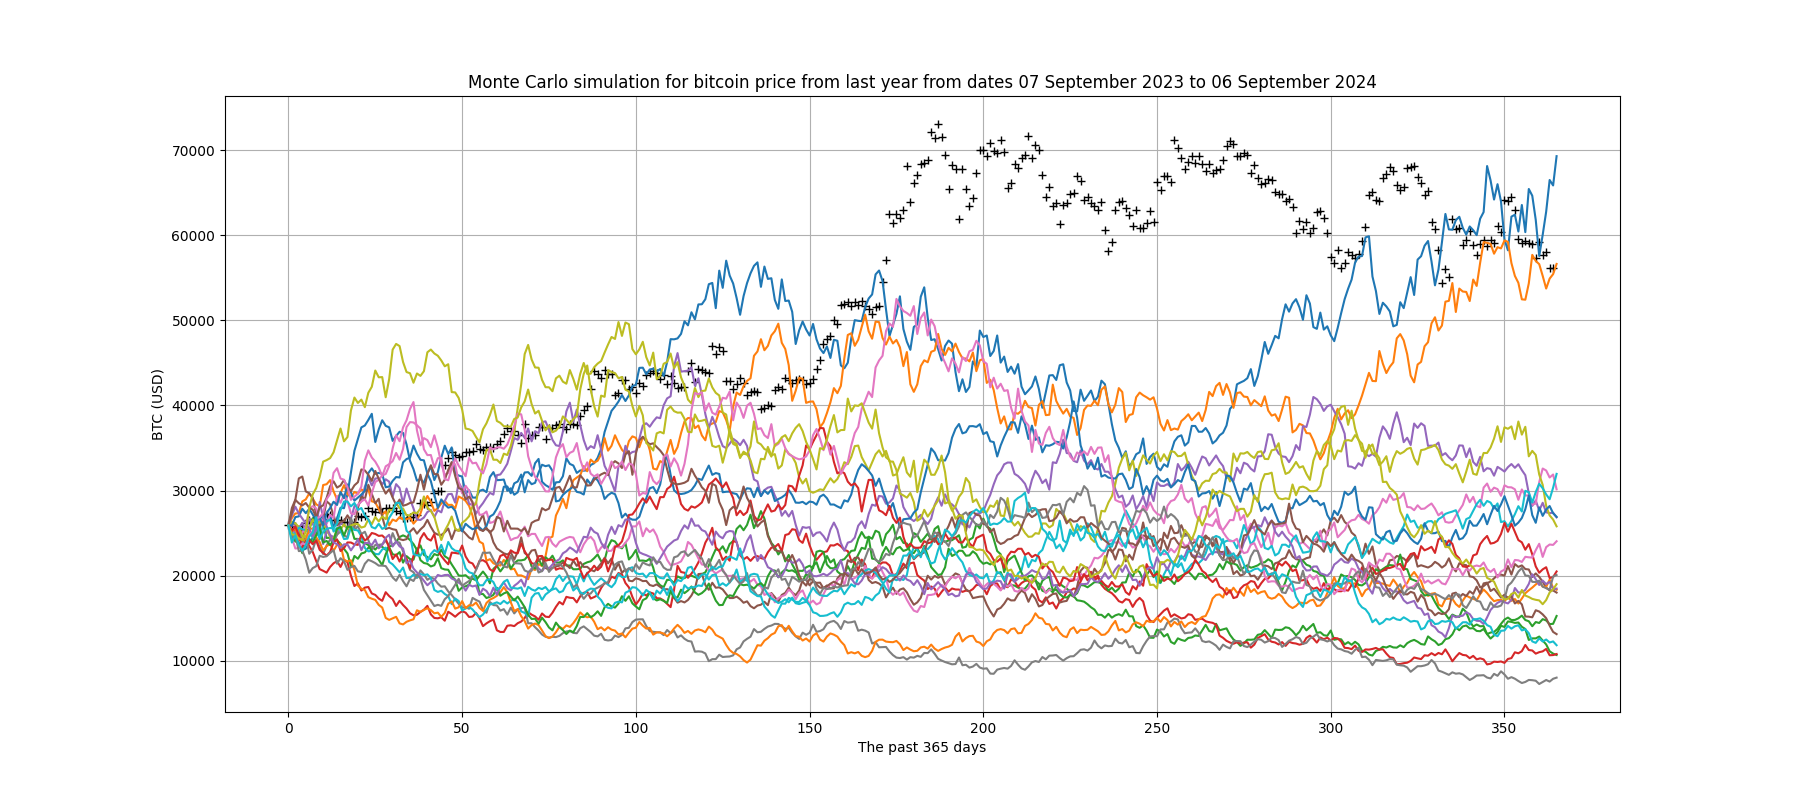 Monte Carlo simulation for bitcoin price from last year from dates 07 September 2023 to 06 September 2024
BTC (USD)
70000
60000
50000
40000
30000
20000
10000
0 50 100 150 200 250 300 350
The past 365 days